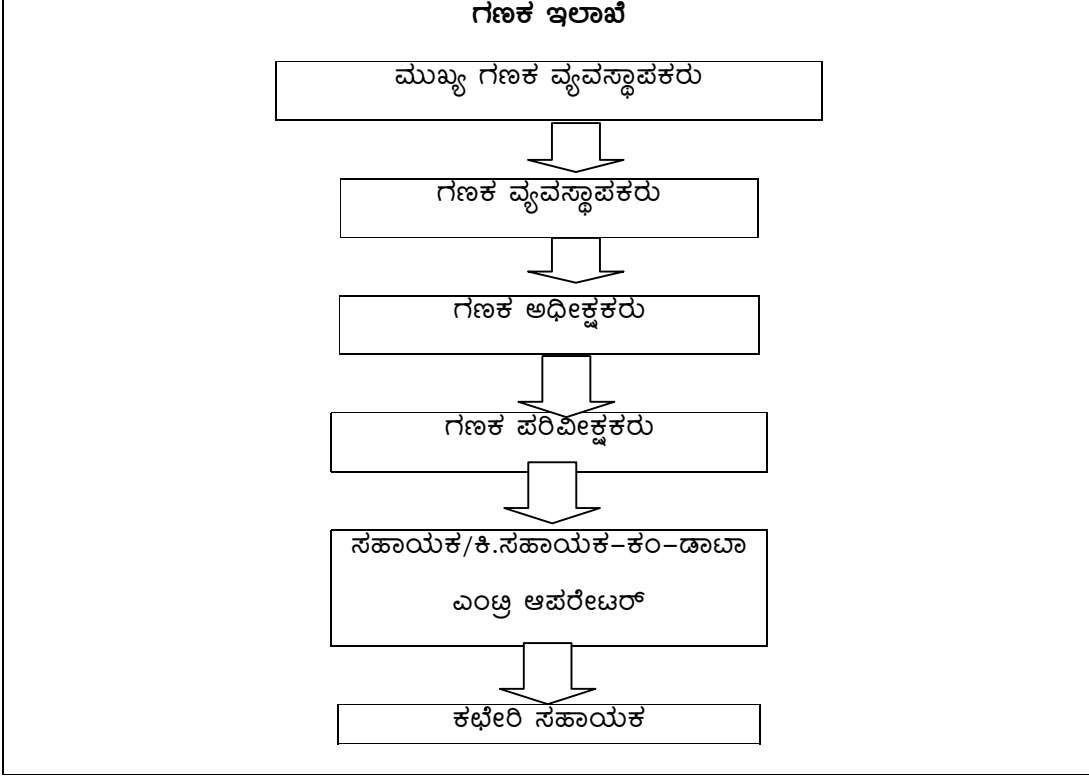 ಗಣಕ ಇಲಾಖೆ
ಮುಖ್ಯ ಗಣಕ ವ್ಯವಸ್ಥಾಪಕರು
ಗಣಕ ವ್ಯವಸ್ಥಾಪಕರು
ಗಣಕ ಅಧೀಕ್ಷಕರು
ಗಣಕ ಪರಿವೀಕ್ಷಕರು
ಸಹಾಯಕ/ಕಿ.ಸಹಾಯಕ–ಕಂ–ಡಾಟಾ
ಎಂಟ್ರಿ ಆಪರೇಟರ್
ಕಛೇರಿ ಸಹಾಯಕ